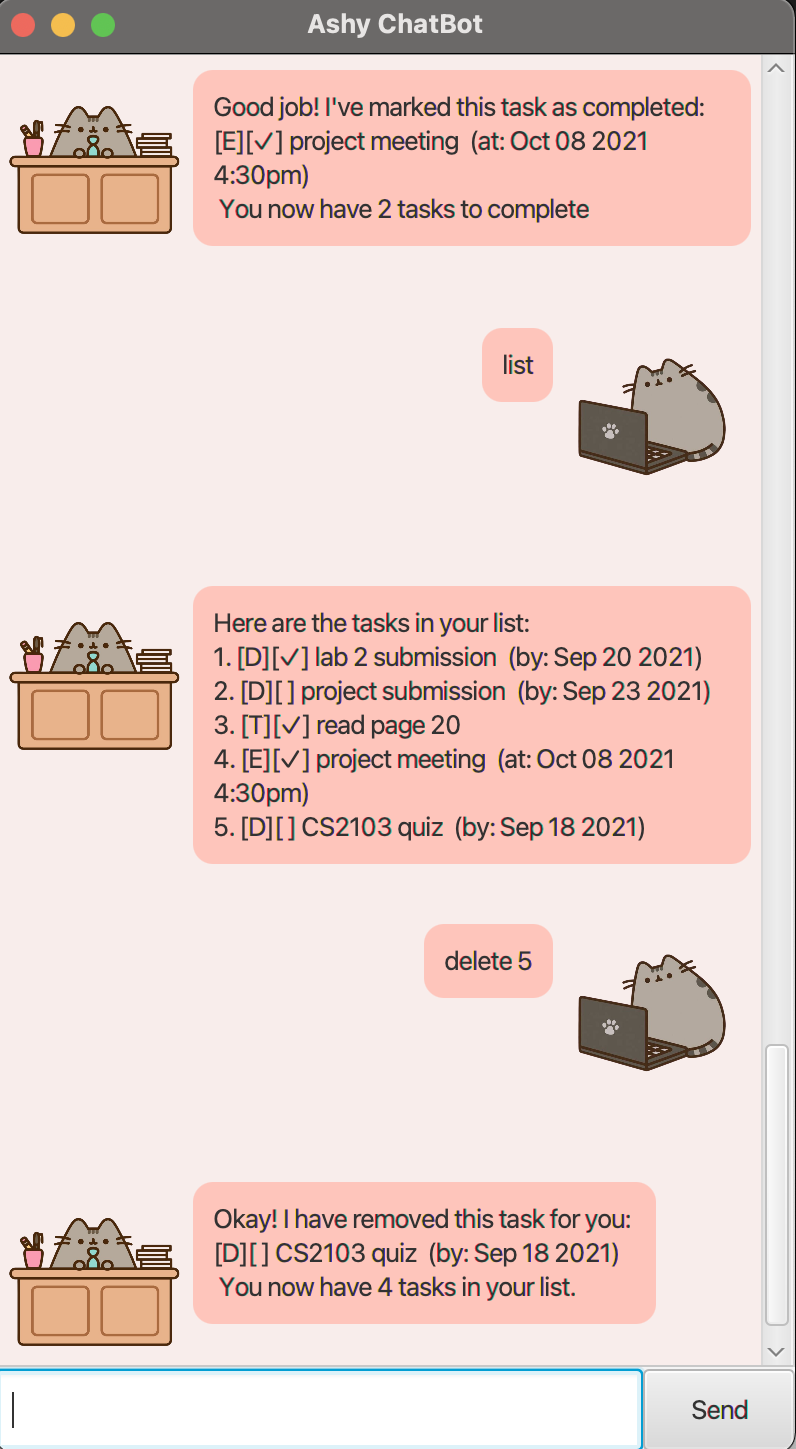 Ashy ChatBot
Good job! I've marked this task as completed:
[E][✓] project meeting  (at: Oct 08 2021
4:30pm)
You now have 2 tasks to complete
list
Here are the tasks in your list:
1. [D][✓] lab 2 submission  (by: Sep 20 2021)
2. [D][ ] project submission  (by: Sep 23 2021)
3. [T][✓] read page 20
4. [E][✓] project meeting  (at: Oct 08 2021
4:30pm)
5. [D][ ] CS2103 quiz  (by: Sep 18 2021)
delete 5
Okay! I have removed this task for you:
[D][ ] CS2103 quiz  (by: Sep 18 2021)
You now have 4 tasks in your list.
Send